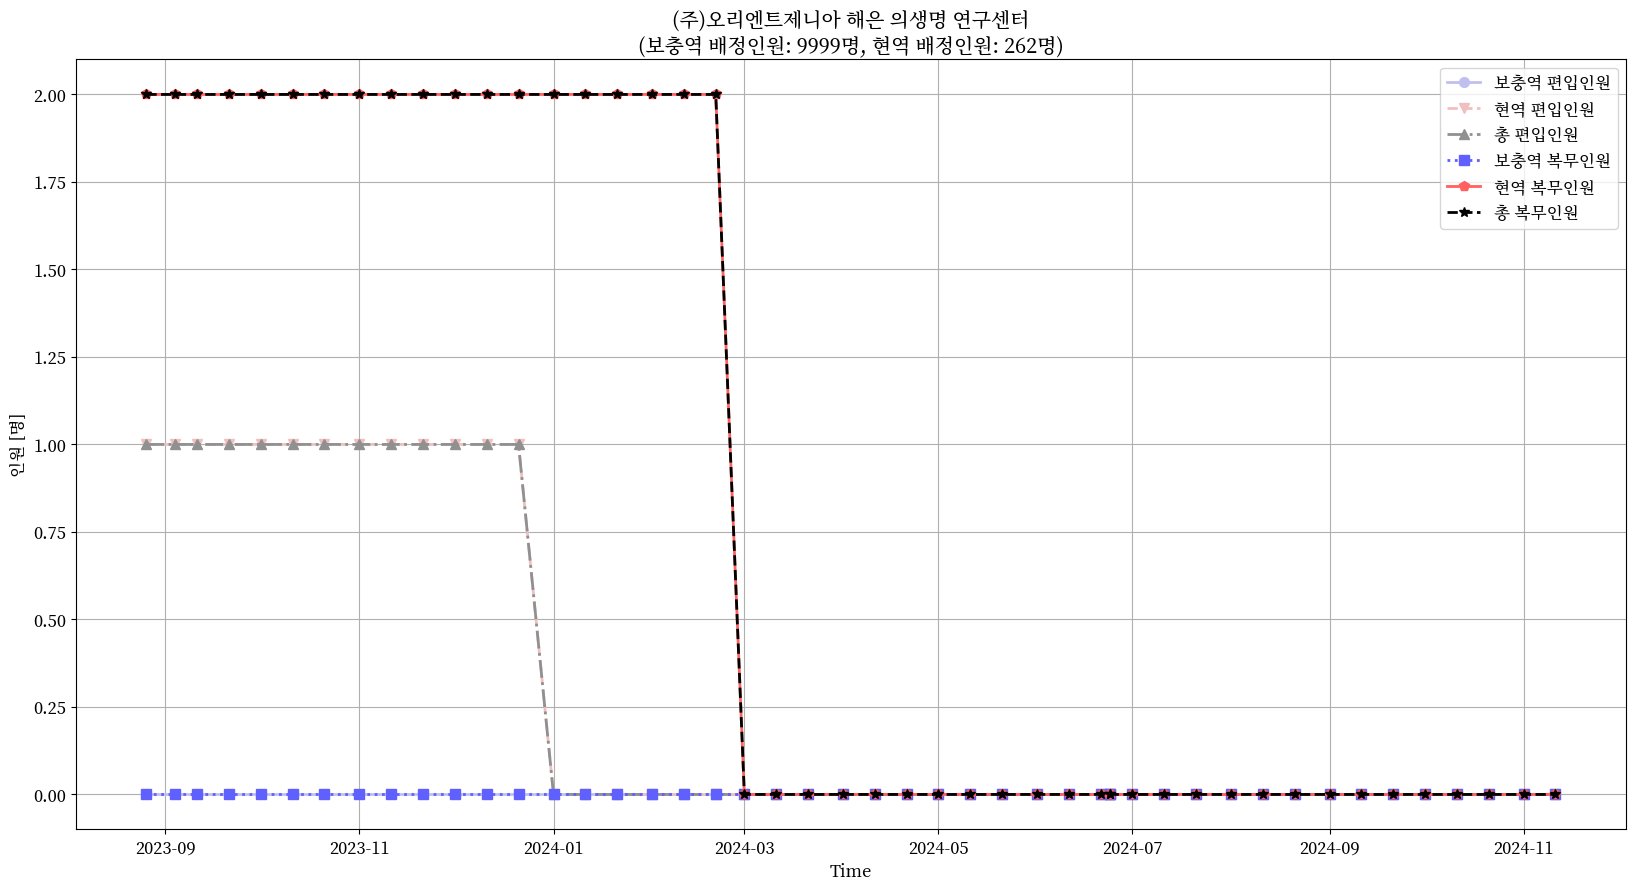 (주)오리엔트제니아 해은 의생명 연구센터
(보충역 배정인원: 9999명, 현역 배정인원: 262명)
보충역 편입인원
현역 편입인원
총 편입인원
보충역 복무인원
현역 복무인원
총 복무인원
인원 [명]
2.00
1.75
1.50
1.25
1.00
0.75
0.50
0.25
0.00
2023-09
2023-11
2024-01
2024-03
2024-05
2024-07
2024-09
2024-11
Time